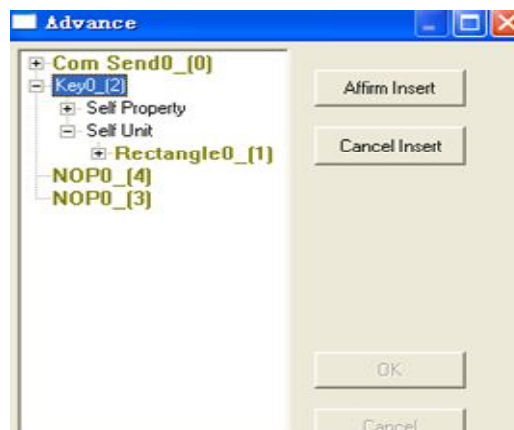 Advance
Com Send0_(0)
Key0_(2)
Self Property
Self Unit
Rectangle0_(1)
NOP0_(4)
NOP0_(3)
Affirm Insert
Cancel Insert
OK
Cancel